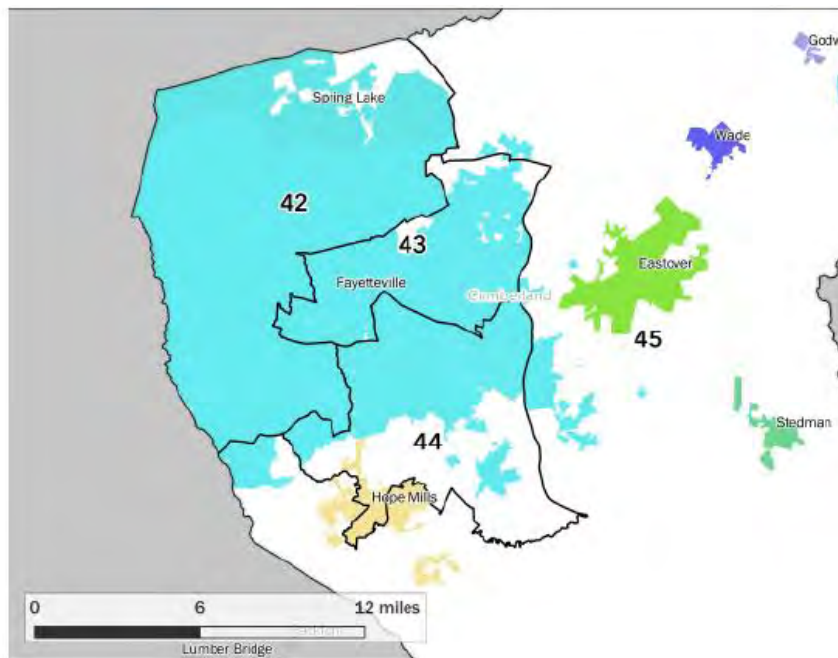 Godw
Spring Lake
Wade
42
43
Eastover
Fayetteville
Cumberland
45
Stedman
44
Hope Mills
0 6 12 miles
Lumber Bridge